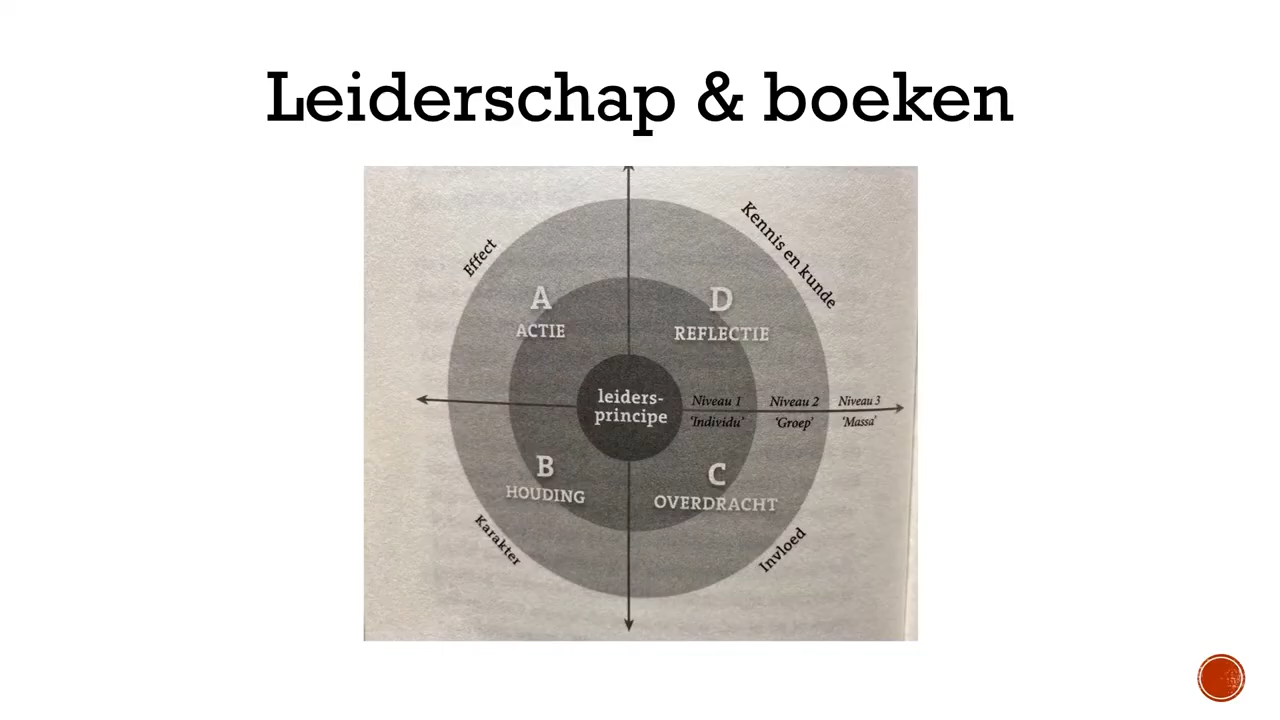 Leiderschap & boeken
Effect
Kennis en kunde
A
ACTIE
D
REFLECTIE
leiders-
principe
Niveau 1
'Individu'
Niveau 2
'Groep'
Niveau 3
'Massa'
B
HOUDING
C
OVERDRACHT
Karakter
Invloed